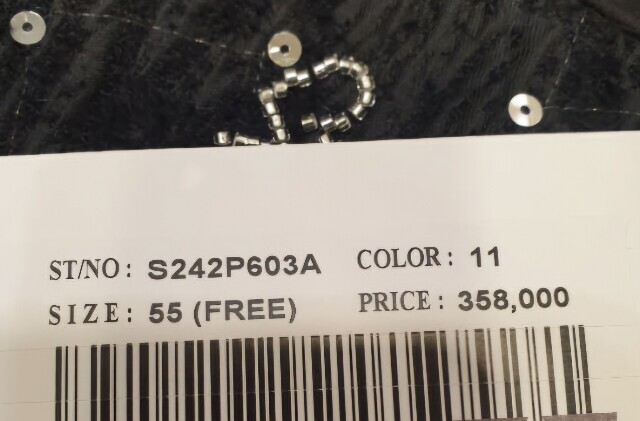 ST/NO : S242P603A COLOR : 11
SIZE : 55 (FREE) PRICE : 358,000